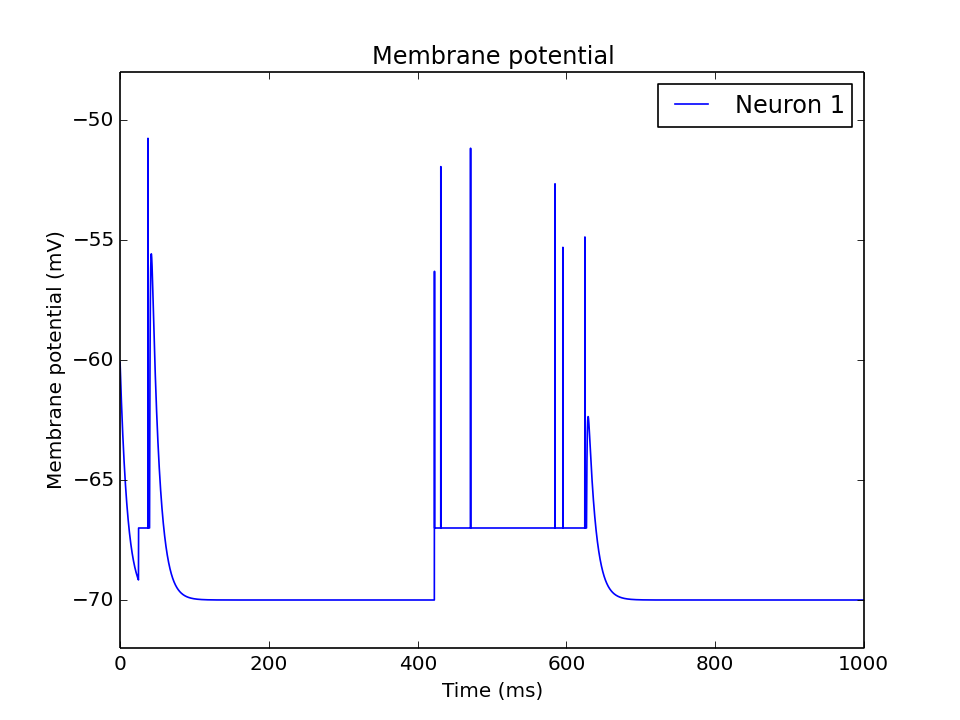 Membrane potential
Neuron 1
Membrane potential (mV)
−50
−55
−60
−65
−70
0 200 400 600 800 1000
Time (ms)